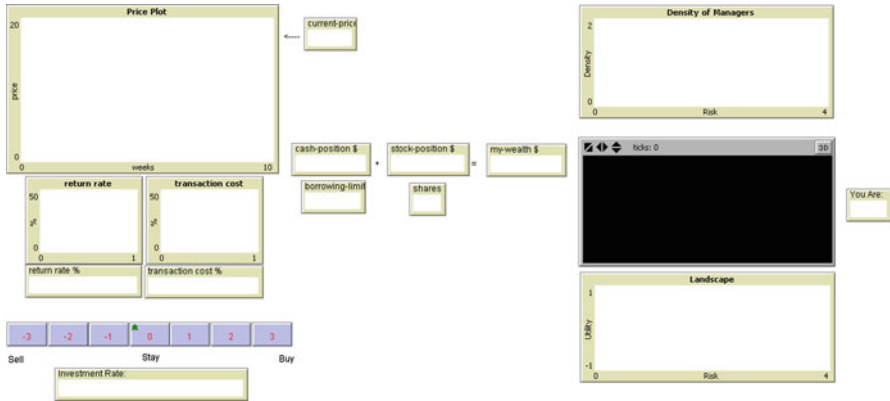 Price Plot
20
price
0
0 weeks 10
<----
current-price
cash-position $
+
stock-position $
=
my-wealth $
borrowing-limit
shares
return rate
50
%
0
0 1
transaction cost
50
%
0
0 1
return rate %
transaction cost %
-3 -2 -1 0 1 2 3
Sell Stay Buy
Investment Rate:
Density of Managers
2
Density
0
0 Risk 4
ticks: 0 3D
You Are:
Landscape
1
Utility
-1
0 Risk 4